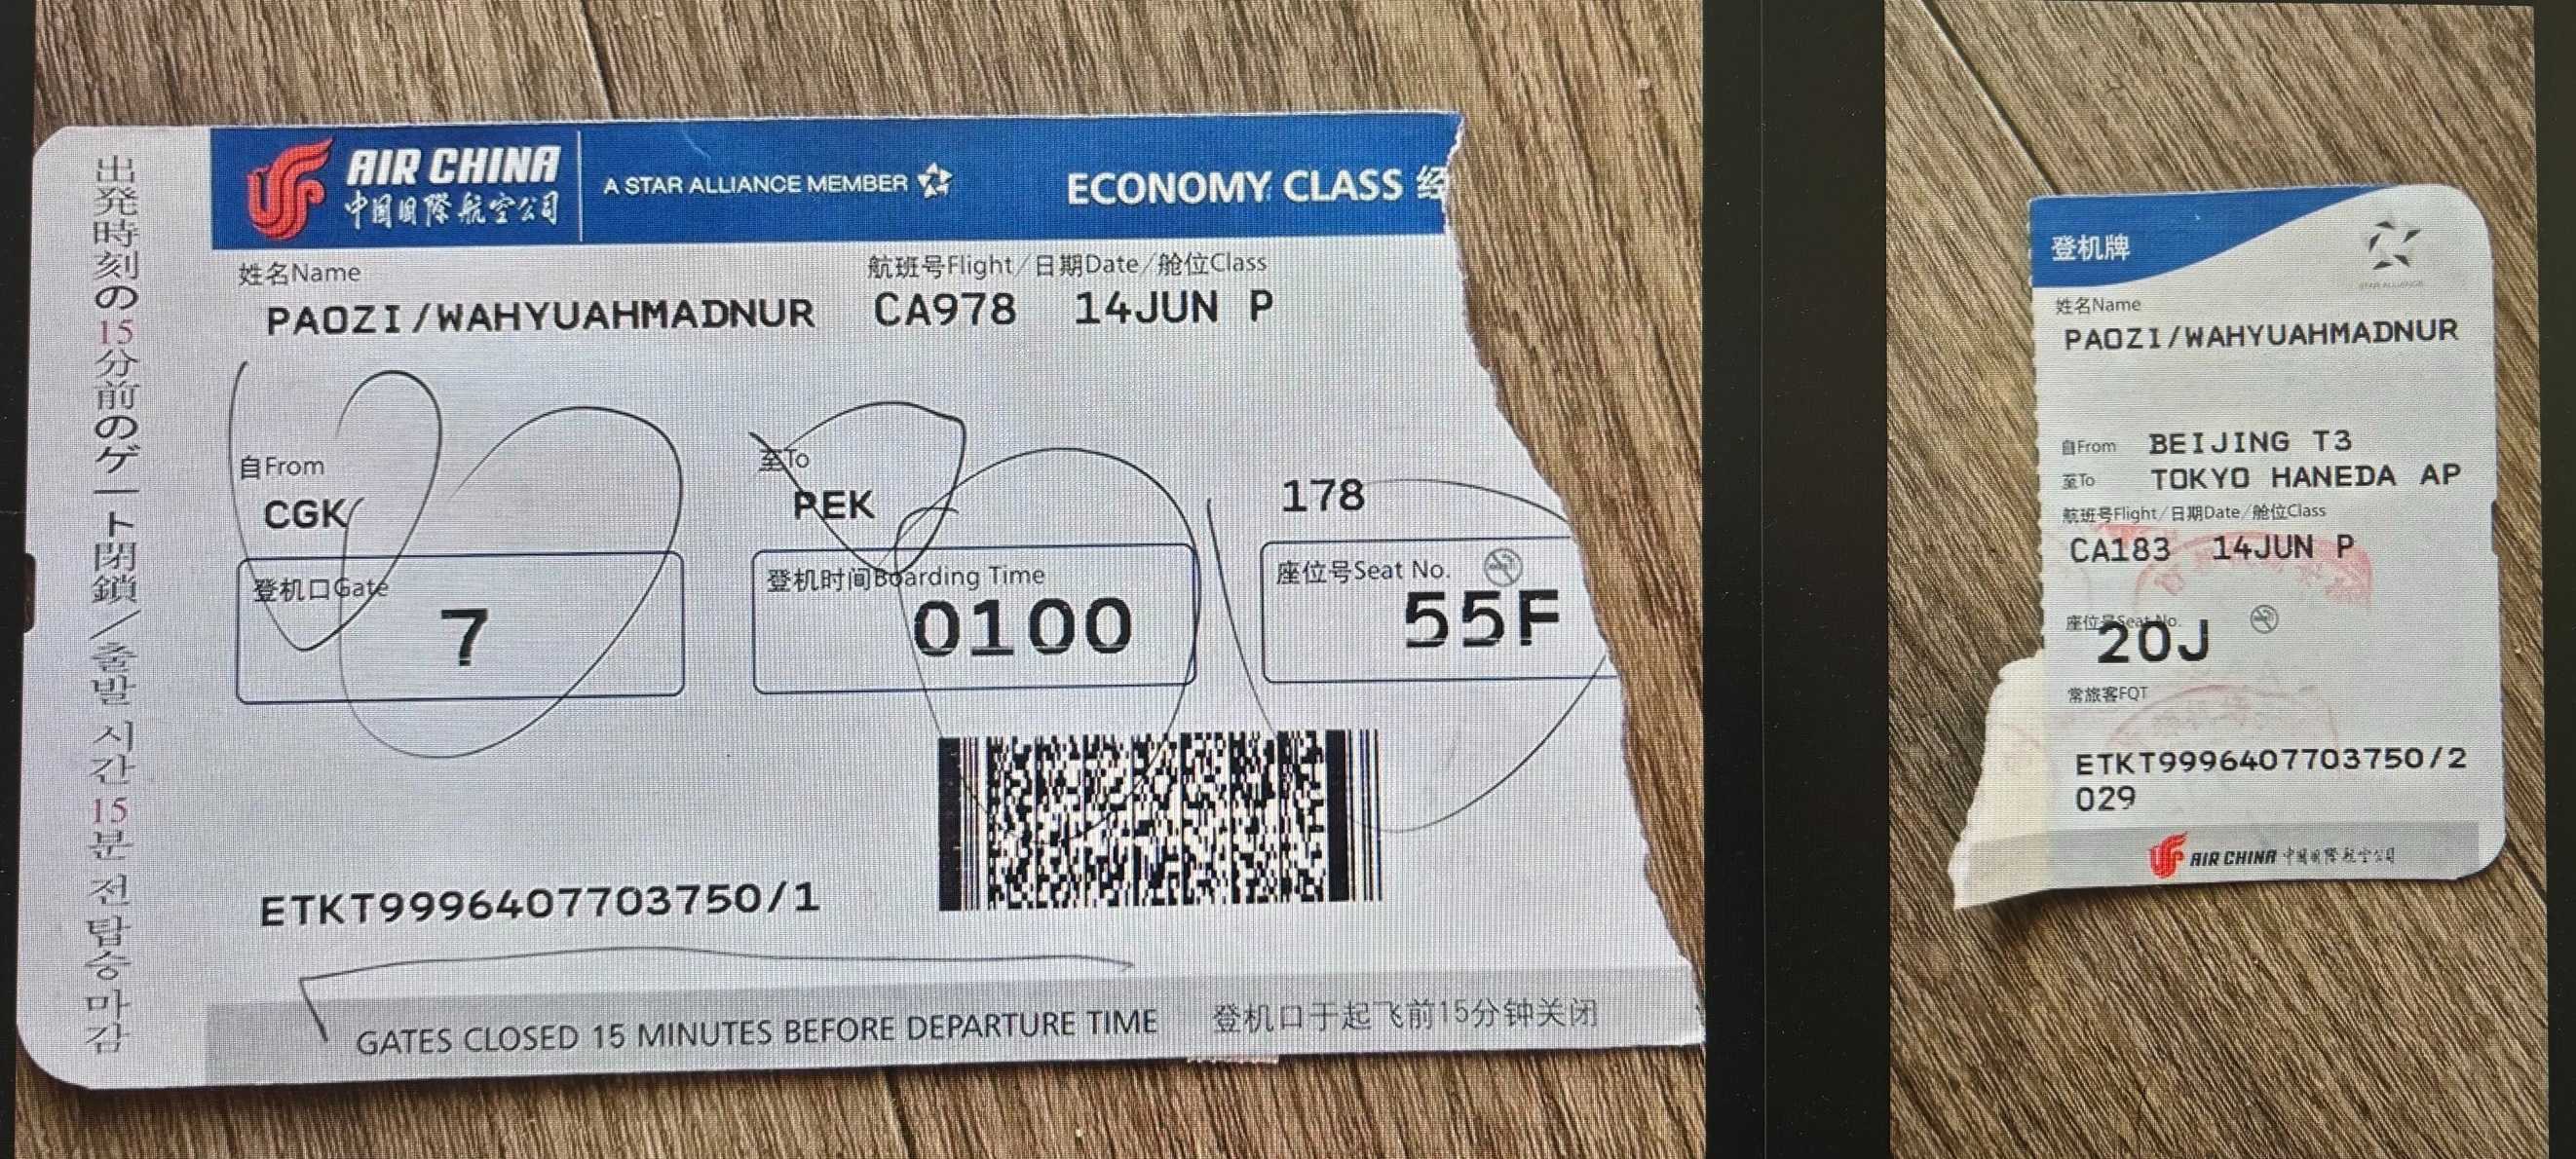 出発時刻の15分前のゲート閉鎖／출발 시간 15분 전 탑승 마감
AIR CHINA
中国国際航空公司
A STAR ALLIANCE MEMBER
ECONOMY CLASS 经
姓名Name
航班号Flight/日期Date/舱位Class
PAOZI/WAHYUAHMADNUR CA978 14JUN P
自From
至To
CGK
PEK
178
登机口Gate
登机时间Boarding Time
座位号Seat No.
7
0100
55F
ETKT9996407703750/1
GATES CLOSED 15 MINUTES BEFORE DEPARTURE TIME 登机口于起飞前15分钟关闭
登机牌
STAR ALLIANCE
姓名Name
PAOZI/WAHYUAHMADNUR
自From BEIJING T3
至To TOKYO HANEDA AP
航班号Flight/日期Date/舱位Class
CA183 14JUN P
座位号Seat No.
20J
常旅客FQT
ETKT9996407703750/2
029
AIR CHINA 中国国際航空公司